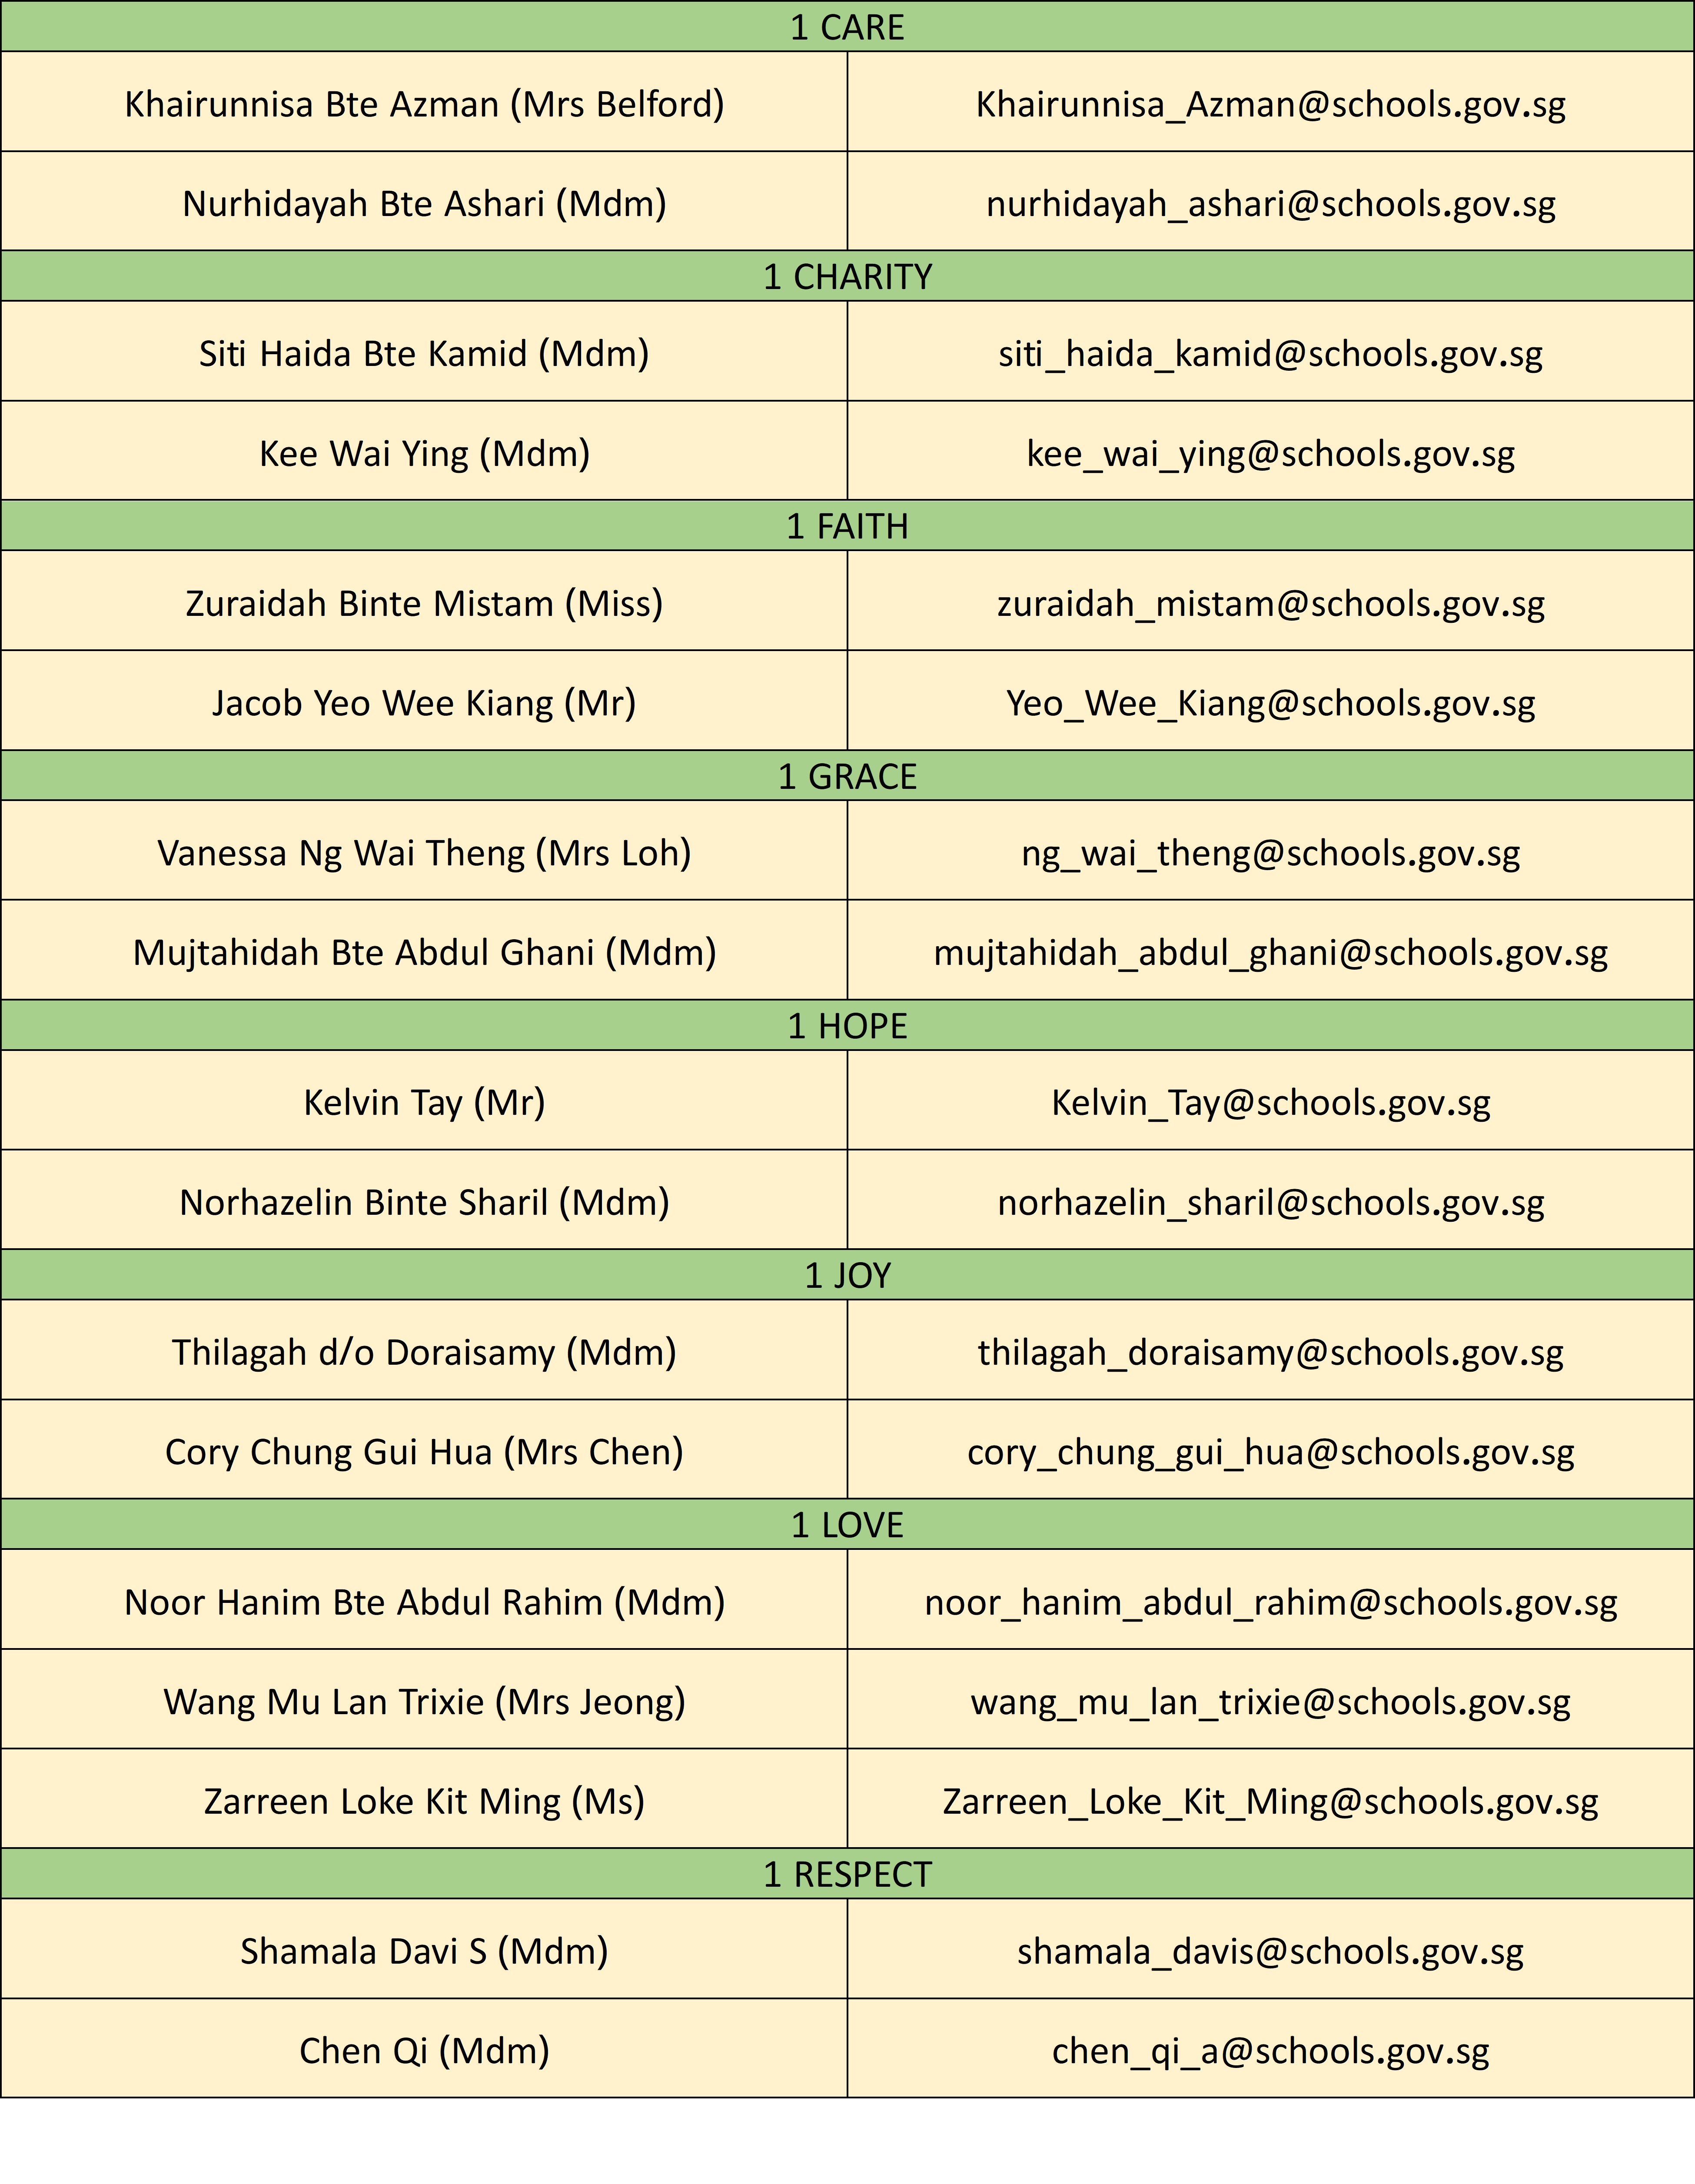 1 CARE
Khairunnisa Bte Azman (Mrs Belford) Khairunnisa_Azman@schools.gov.sg
Nurhidayah Bte Ashari (Mdm) nurhidayah_ashari@schools.gov.sg
1 CHARITY
Siti Haida Bte Kamid (Mdm) siti_haida_kamid@schools.gov.sg
Kee Wai Ying (Mdm) kee_wai_ying@schools.gov.sg
1 FAITH
Zuraidah Binte Mistam (Miss) zuraidah_mistam@schools.gov.sg
Jacob Yeo Wee Kiang (Mr) Yeo_Wee_Kiang@schools.gov.sg
1 GRACE
Vanessa Ng Wai Theng (Mrs Loh) ng_wai_theng@schools.gov.sg
Mujtahidah Bte Abdul Ghani (Mdm) mujtahidah_abdul_ghani@schools.gov.sg
1 HOPE
Kelvin Tay (Mr) Kelvin_Tay@schools.gov.sg
Norhazelin Binte Sharil (Mdm) norhazelin_sharil@schools.gov.sg
1 JOY
Thilagah d/o Doraisamy (Mdm) thilagah_doraisamy@schools.gov.sg
Cory Chung Gui Hua (Mrs Chen) cory_chung_gui_hua@schools.gov.sg
1 LOVE
Noor Hanim Bte Abdul Rahim (Mdm) noor_hanim_abdul_rahim@schools.gov.sg
Wang Mu Lan Trixie (Mrs Jeong) wang_mu_lan_trixie@schools.gov.sg
Zarreen Loke Kit Ming (Ms) Zarreen_Loke_Kit_Ming@schools.gov.sg
1 RESPECT
Shamala Davi S (Mdm) shamala_davis@schools.gov.sg
Chen Qi (Mdm) chen_qi_a@schools.gov.sg